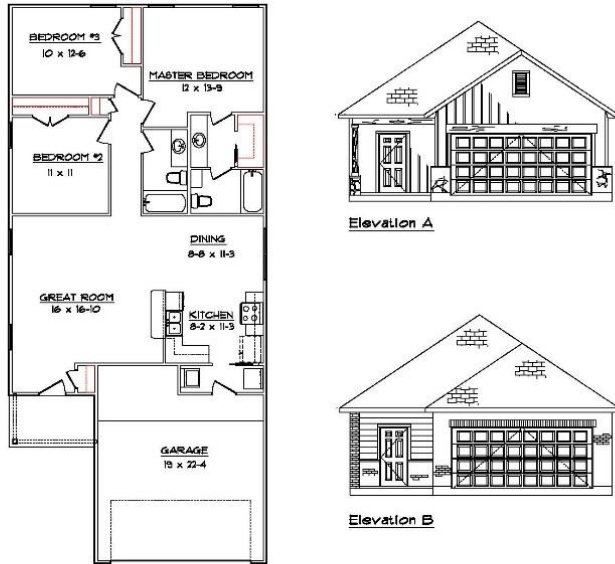 BEDROOM #3
10 x 12-6
MASTER BEDROOM
12 x 13-9
BEDROOM #2
11 x 11
DINING
8-8 x 11-3
GREAT ROOM
16 x 16-10
KITCHEN
8-2 x 11-3
GARAGE
19 x 22-4
Elevation A
Elevation B